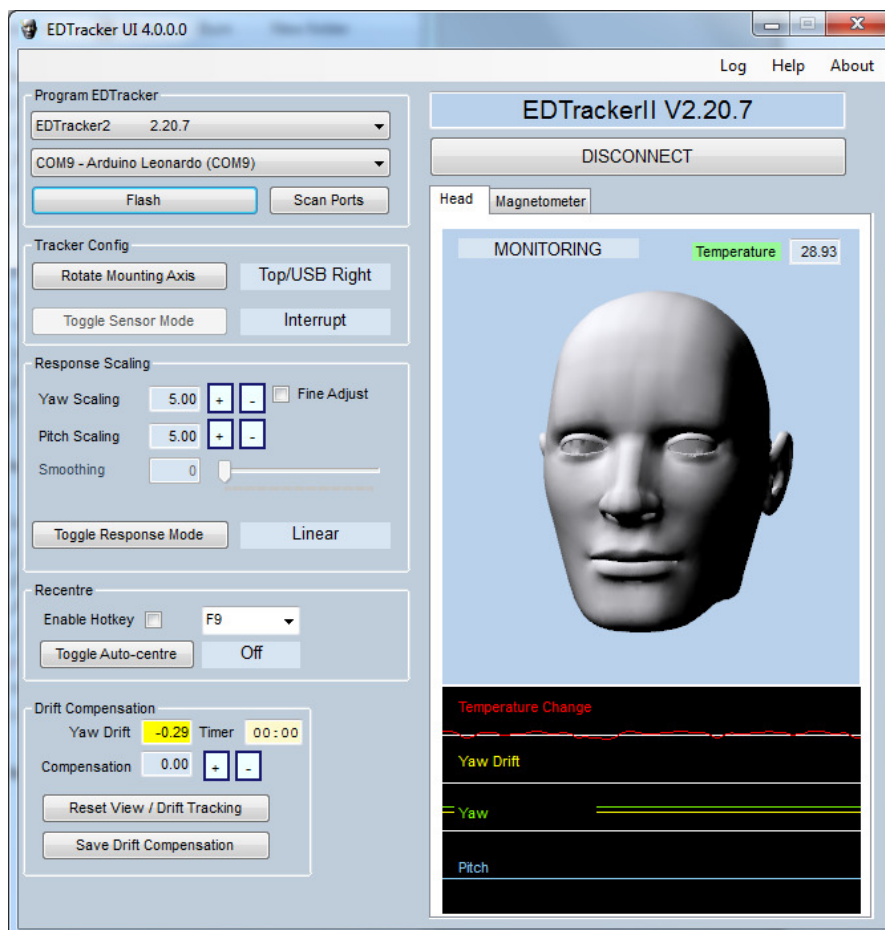 EDTracker UI 4.0.0.0
Log Help About
Program EDTracker
EDTracker2 2.20.7
COM9 - Arduino Leonardo (COM9)
Flash Scan Ports
Tracker Config
Rotate Mounting Axis Top/USB Right
Toggle Sensor Mode Interrupt
Response Scaling
Yaw Scaling 5.00 + - Fine Adjust
Pitch Scaling 5.00 + -
Smoothing 0
Toggle Response Mode Linear
Recentre
Enable Hotkey F9
Toggle Auto-centre Off
Drift Compensation
Yaw Drift -0.29 Timer 00:00
Compensation 0.00 + -
Reset View / Drift Tracking
Save Drift Compensation
EDTrackerII V2.20.7
DISCONNECT
Head Magnetometer
MONITORING Temperature 28.93
Temperature Change
Yaw Drift
Yaw
Pitch